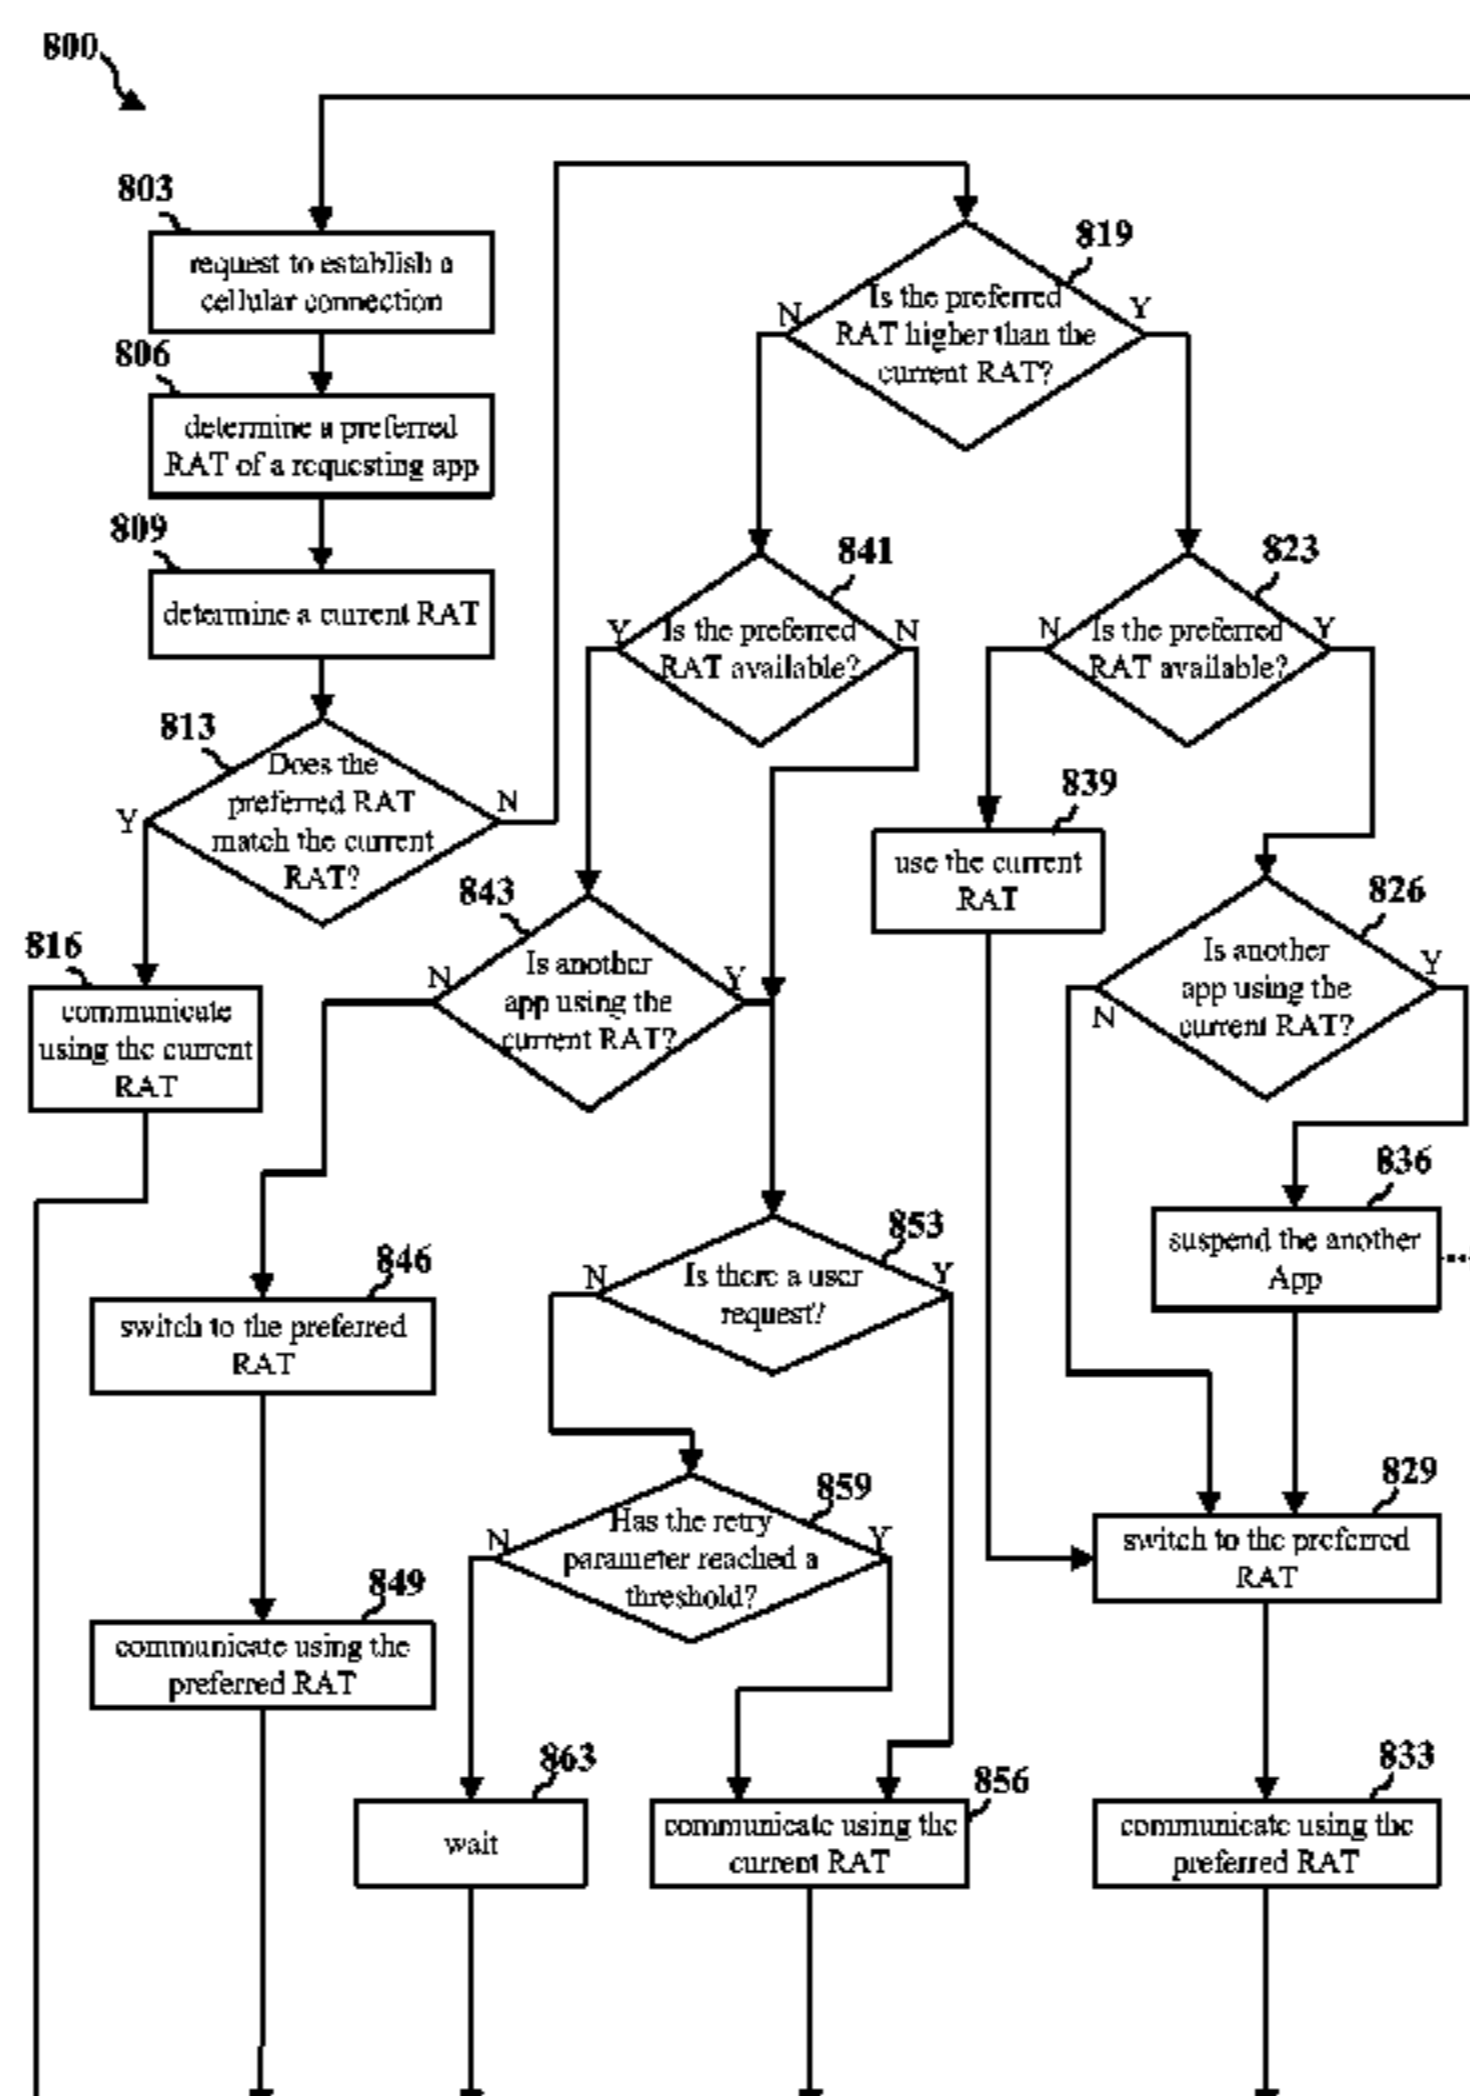 800
803
request to establish a
cellular connection
806
determine a preferred
RAT of a requesting app
809
determine a current RAT
813
Does the
preferred RAT
match the current
RAT?
Y
N
816
communicate
using the current
RAT
819
Is the preferred
RAT higher than the
current RAT?
N
Y
841
Is the preferred
RAT available?
Y
N
823
Is the preferred
RAT available?
N
Y
839
use the current
RAT
843
Is another
app using the
current RAT?
N
Y
826
Is another
app using the
current RAT?
N
Y
836
suspend the another
App
846
switch to the preferred
RAT
853
Is there a user
request?
N
Y
849
communicate using the
preferred RAT
859
Has the retry
parameter reached a
threshold?
N
Y
829
switch to the preferred
RAT
863
wait
856
communicate using the
current RAT
833
communicate using the
preferred RAT